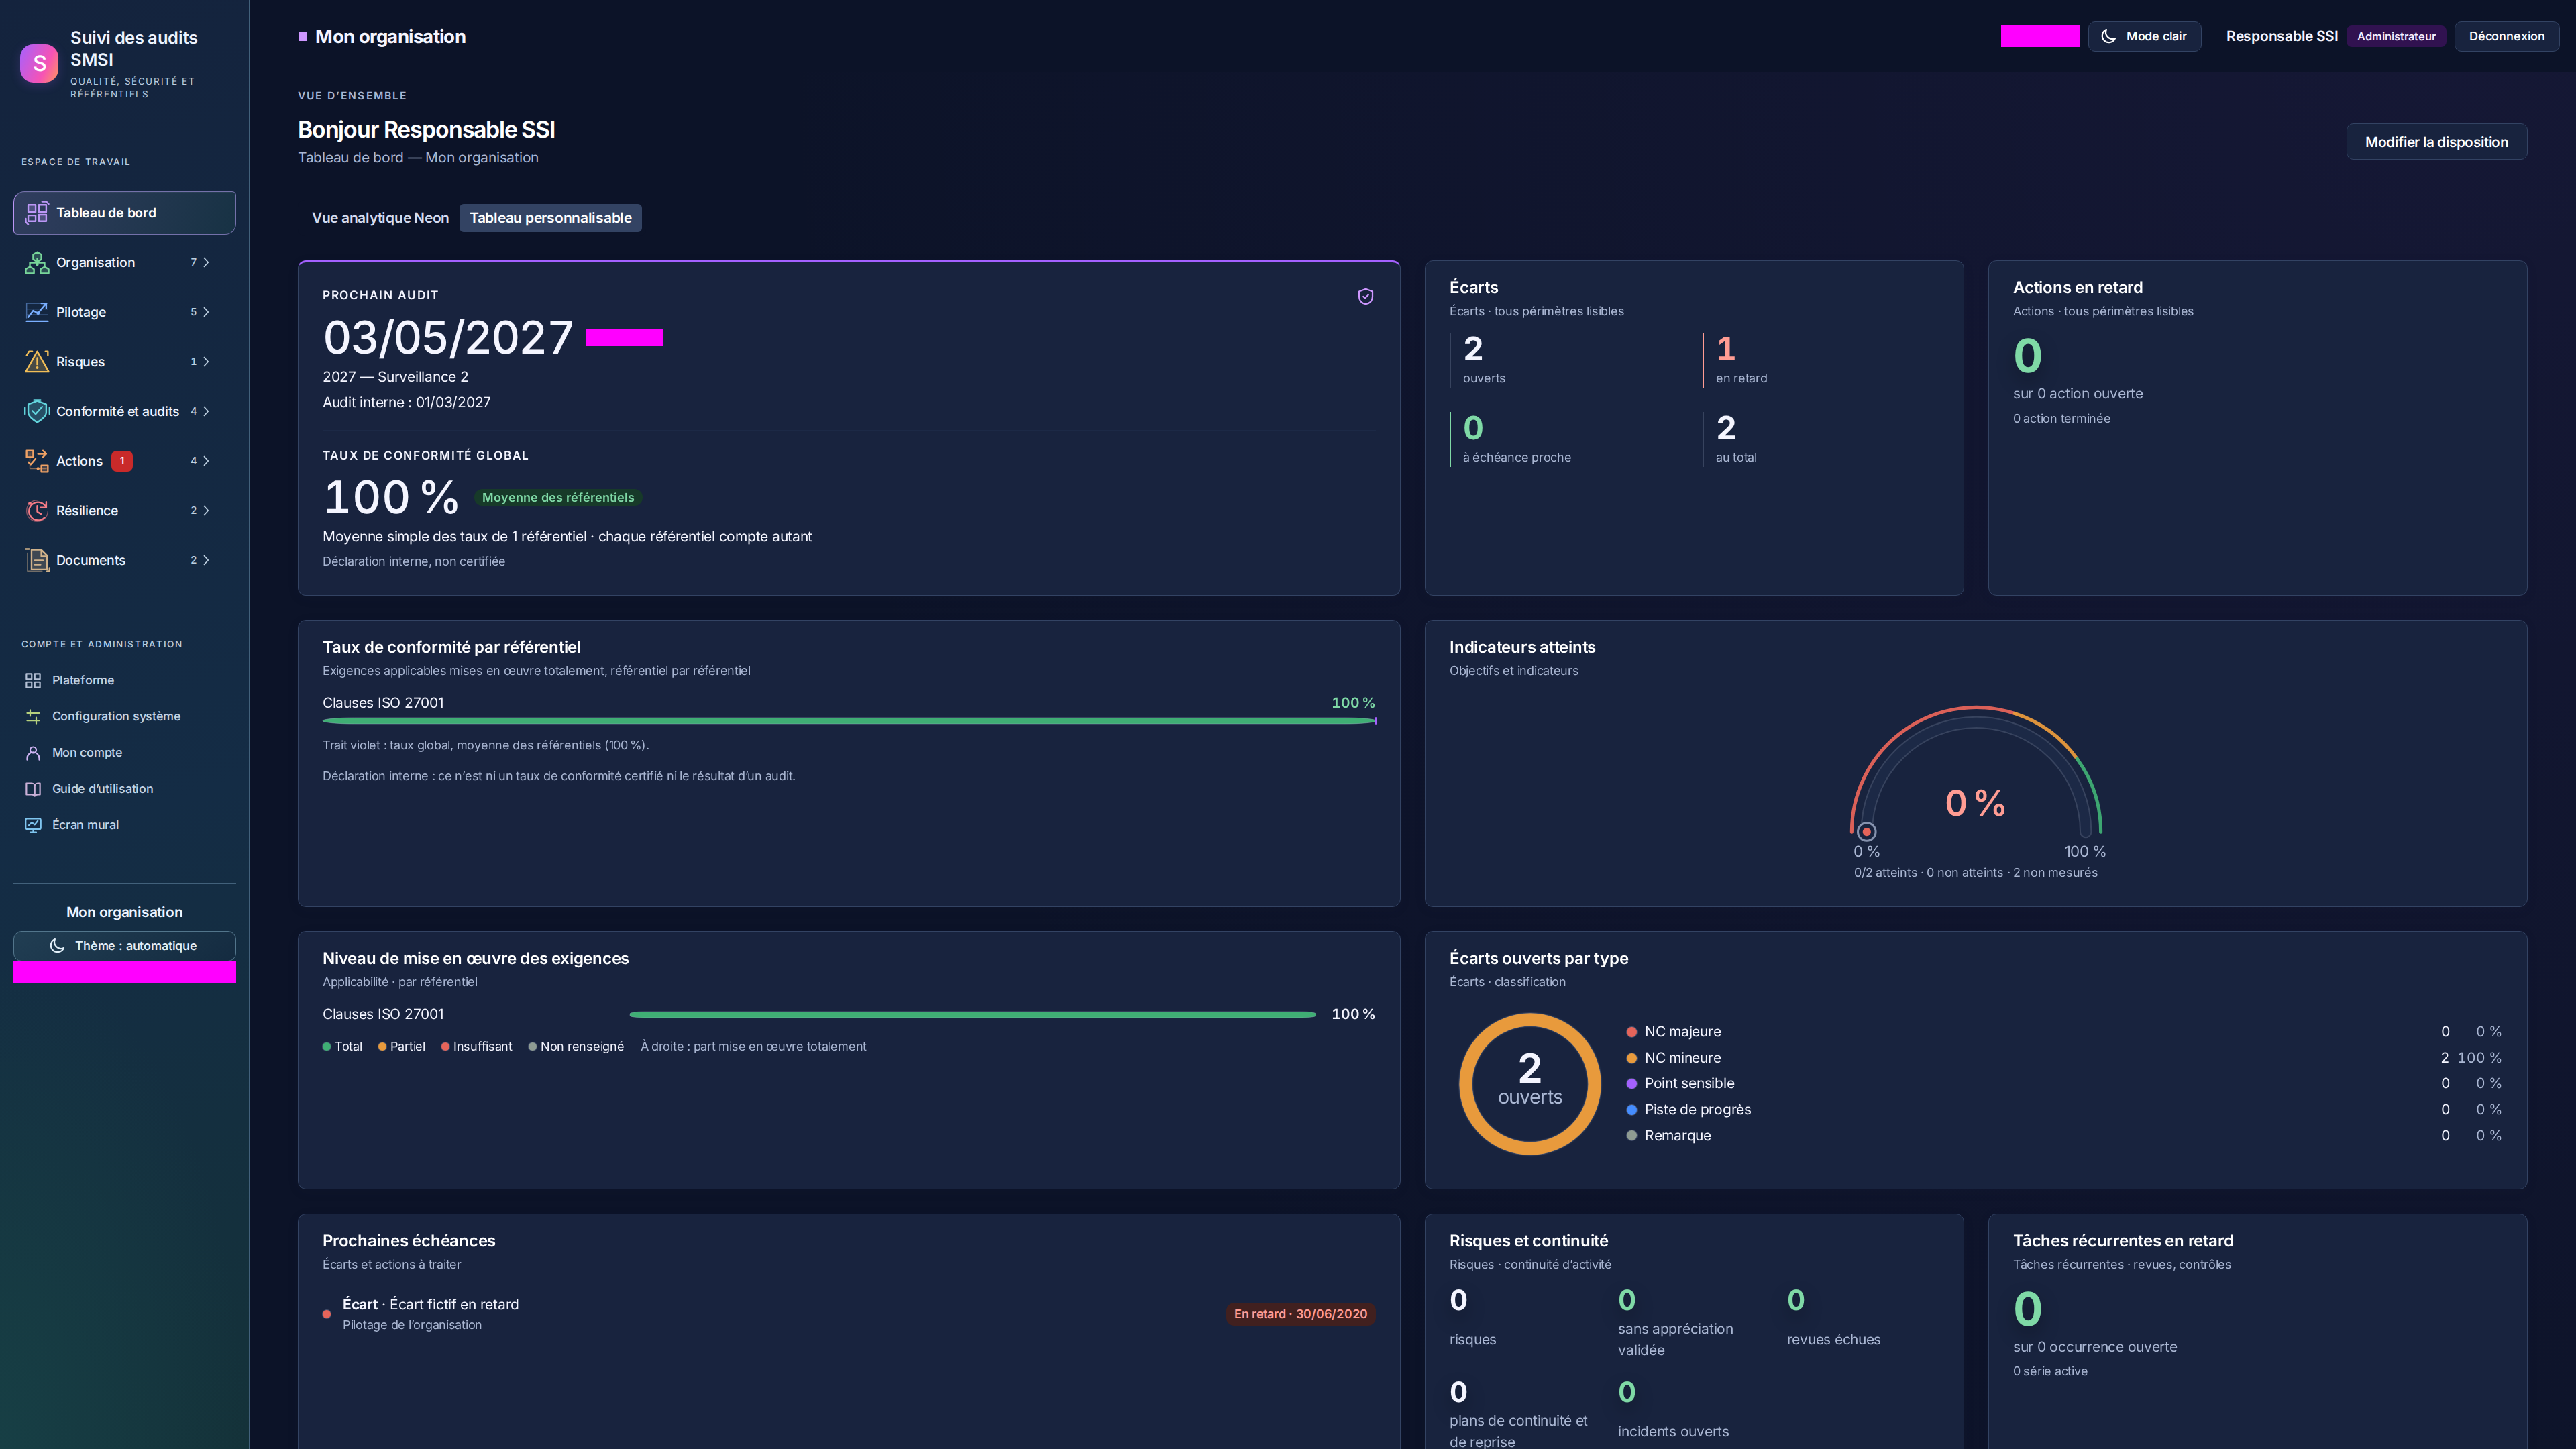 S
Suivi des audits
SMSI
QUALITÉ, SÉCURITÉ ET
RÉFÉRENTIELS
ESPACE DE TRAVAIL
Tableau de bord
Organisation 7
Pilotage 5
Risques 1
Conformité et audits 4
Actions 1 4
Résilience 2
Documents 2
COMPTE ET ADMINISTRATION
Plateforme
Configuration système
Mon compte
Guide d’utilisation
Écran mural
Mon organisation
Thème : automatique
Mon organisation
Mode clair
Responsable SSI
Administrateur
Déconnexion
VUE D’ENSEMBLE
Bonjour Responsable SSI
Tableau de bord — Mon organisation
Modifier la disposition
Vue analytique Neon
Tableau personnalisable
PROCHAIN AUDIT
03/05/2027
2027 — Surveillance 2
Audit interne : 01/03/2027
TAUX DE CONFORMITÉ GLOBAL
100 % Moyenne des référentiels
Moyenne simple des taux de 1 référentiel · chaque référentiel compte autant
Déclaration interne, non certifiée
Écarts
Écarts · tous périmètres lisibles
2
ouverts
1
en retard
0
à échéance proche
2
au total
Actions en retard
Actions · tous périmètres lisibles
0
sur 0 action ouverte
0 action terminée
Taux de conformité par référentiel
Exigences applicables mises en œuvre totalement, référentiel par référentiel
Clauses ISO 27001 100 %
Trait violet : taux global, moyenne des référentiels (100 %).
Déclaration interne : ce n’est ni un taux de conformité certifié ni le résultat d’un audit.
Indicateurs atteints
Objectifs et indicateurs
0 %
0 % 100 %
0/2 atteints · 0 non atteints · 2 non mesurés
Niveau de mise en œuvre des exigences
Applicabilité · par référentiel
Clauses ISO 27001 100 %
Total Partiel Insuffisant Non renseigné À droite : part mise en œuvre totalement
Écarts ouverts par type
Écarts · classification
2
ouverts
NC majeure 0 0 %
NC mineure 2 100 %
Point sensible 0 0 %
Piste de progrès 0 0 %
Remarque 0 0 %
Prochaines échéances
Écarts et actions à traiter
Écart · Écart fictif en retard
Pilotage de l’organisation
En retard · 30/06/2020
Risques et continuité
Risques · continuité d’activité
0
risques
0
sans appréciation
validée
0
revues échues
0
plans de continuité et
de reprise
0
incidents ouverts
Tâches récurrentes en retard
Tâches récurrentes · revues, contrôles
0
sur 0 occurrence ouverte
0 série active